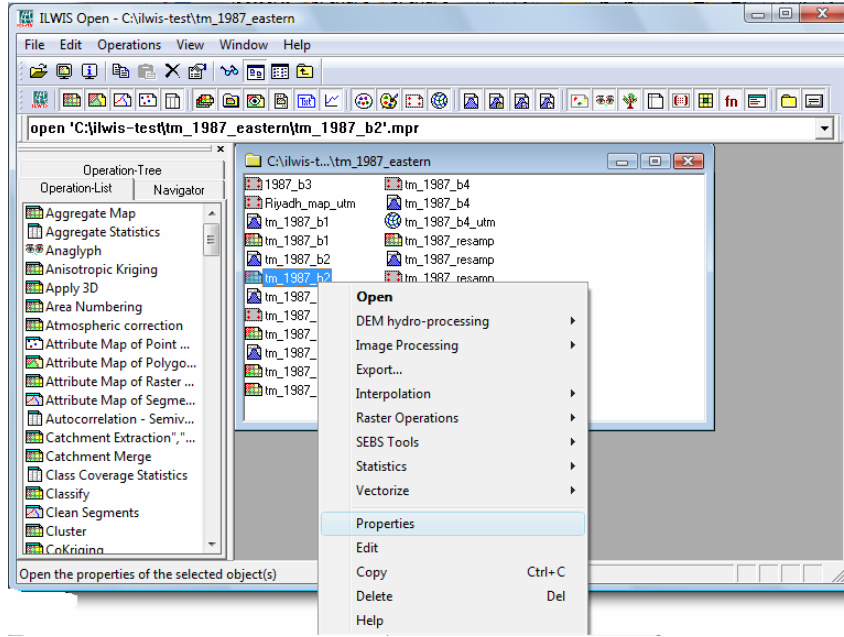 ILWIS Open - C:\ilwis-test\tm_1987_eastern
File Edit Operations View Window Help
open 'C:\ilwis-test\tm_1987_eastern\tm_1987_b2'.mpr
Operation-Tree
Operation-List Navigator
Aggregate Map
Aggregate Statistics
Anaglyph
Anisotropic Kriging
Apply 3D
Area Numbering
Atmospheric correction
Attribute Map of Point ...
Attribute Map of Polygo...
Attribute Map of Raster ...
Attribute Map of Segme...
Autocorrelation - Semiv...
Catchment Extraction","...
Catchment Merge
Class Coverage Statistics
Classify
Clean Segments
Cluster
CoKriging
C:\ilwis-t...\tm_1987_eastern
1987_b3
Riyadh_map_utm
tm_1987_b1
tm_1987_b1
tm_1987_b2
tm_1987_b2
tm_1987_
tm_1987_
tm_1987_
tm_1987_
tm_1987_
tm_1987_
tm_1987_b4
tm_1987_b4
tm_1987_b4_utm
tm_1987_resamp
tm_1987_resamp
tm_1987_resamp
Open
DEM hydro-processing
Image Processing
Export...
Interpolation
Raster Operations
SEBS Tools
Statistics
Vectorize
Properties
Edit
Copy Ctrl+C
Delete Del
Help
Open the properties of the selected object(s)